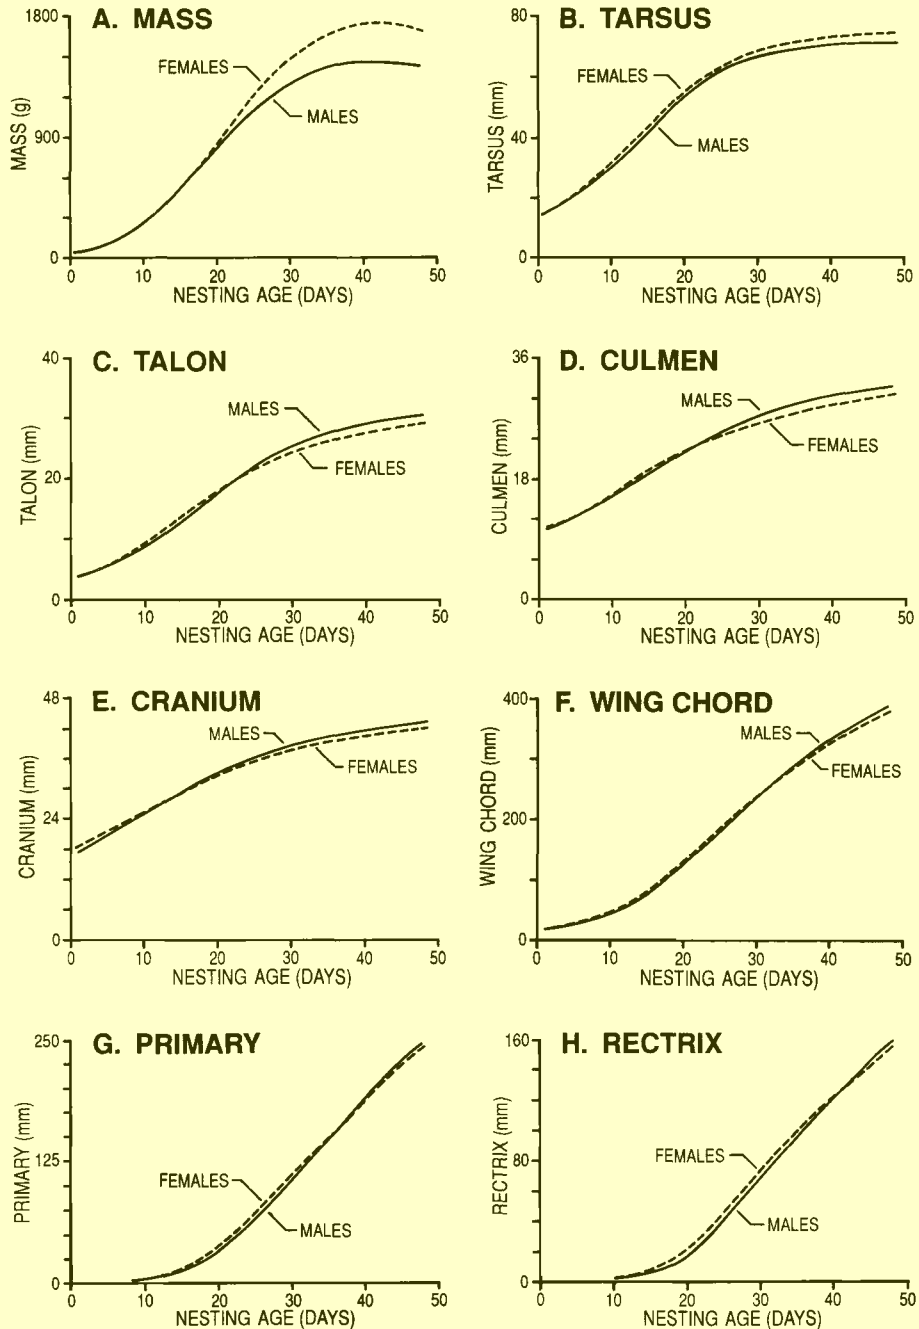 A. MASS
1800
900
0
MASS (g)
FEMALES
MALES
0 10 20 30 40 50
NESTING AGE (DAYS)
B. TARSUS
80
40
0
TARSUS (mm)
FEMALES
MALES
0 10 20 30 40 50
NESTING AGE (DAYS)
C. TALON
40
20
0
TALON (mm)
MALES
FEMALES
0 10 20 30 40 50
NESTING AGE (DAYS)
D. CULMEN
36
18
0
CULMEN (mm)
MALES
FEMALES
0 10 20 30 40 50
NESTING AGE (DAYS)
E. CRANIUM
48
24
0
CRANIUM (mm)
MALES
FEMALES
0 10 20 30 40 50
NESTING AGE (DAYS)
F. WING CHORD
400
200
0
WING CHORD (mm)
MALES
FEMALES
0 10 20 30 40 50
NESTING AGE (DAYS)
G. PRIMARY
250
125
0
PRIMARY (mm)
FEMALES
MALES
0 10 20 30 40 50
NESTING AGE (DAYS)
H. RECTRIX
160
80
0
RECTRIX (mm)
FEMALES
MALES
0 10 20 30 40 50
NESTING AGE (DAYS)